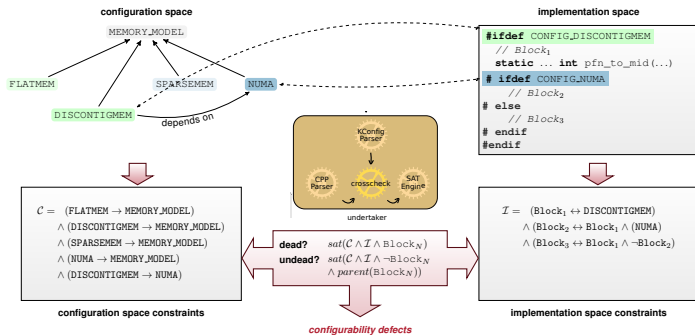 configuration space
MEMORY_MODEL
FLATMEM
SPARSEMEM
NUMA
DISCONTIGMEM
depends on
implementation space
#ifdef CONFIG_DISCONTIGMEM
// Block₁
static ... int pfn_to_mid(...)
# ifdef CONFIG_NUMA
// Block₂
# else
// Block₃
# endif
#endif
KConfig
Parser
CPP
Parser
crosscheck
SAT
Engine
undertaker
C = (FLATMEM → MEMORY_MODEL)
∧ (DISCONTIGMEM → MEMORY_MODEL)
∧ (SPARSEMEM → MEMORY_MODEL)
∧ (NUMA → MEMORY_MODEL)
∧ (DISCONTIGMEM → NUMA)
configuration space constraints
dead? sat(C ∧ I ∧ Block_N)
undead? sat(C ∧ I ∧ ¬Block_N
∧ parent(Block_N))
configurability defects
I = (Block₁ ↔ DISCONTIGMEM)
∧ (Block₂ ↔ Block₁ ∧ (NUMA)
∧ (Block₃ ↔ Block₁ ∧ ¬Block₂)
implementation space constraints